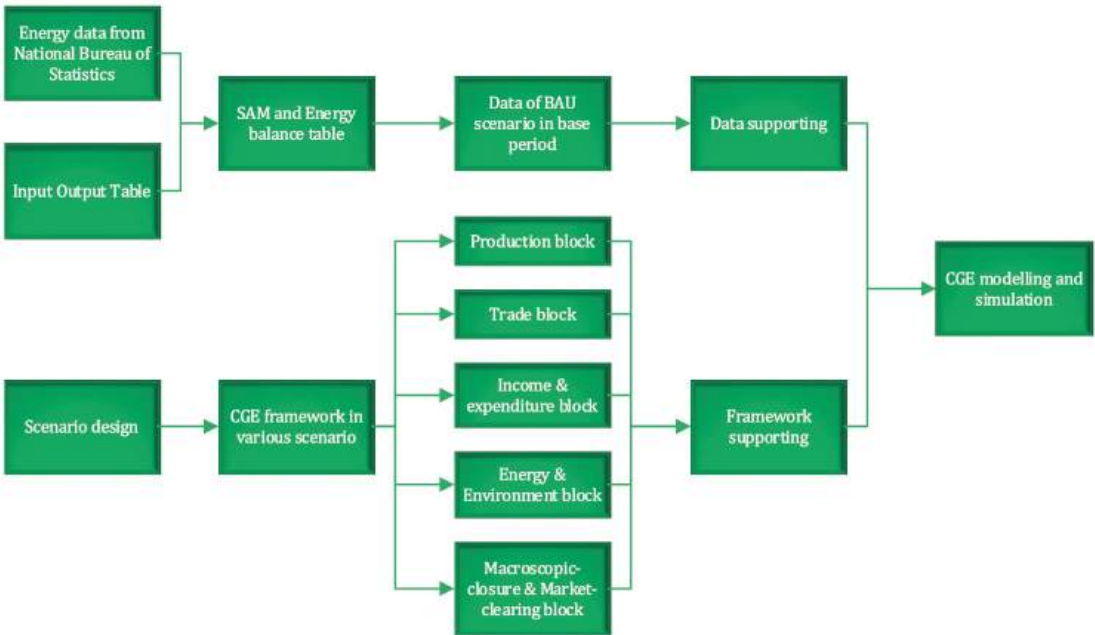 Energy data from
National Bureau of
Statistics
Input Output Table
SAM and Energy
balance table
Data of BAU
scenario in base
period
Data supporting
Production block
Trade block
Income &
expenditure block
Energy &
Environment block
Macroscopic-
closure & Market-
clearing block
Scenario design
CGE framework in
various scenario
Framework
supporting
CGE modelling and
simulation